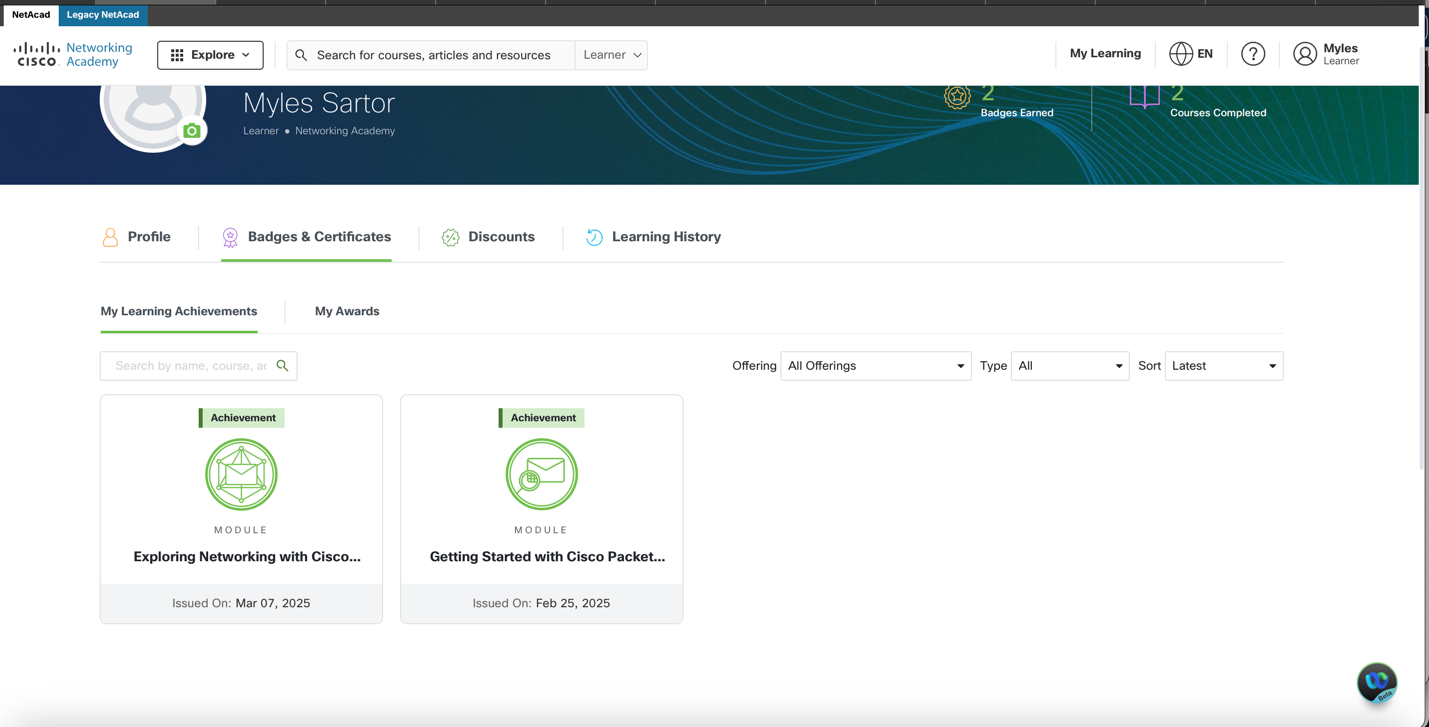 NetAcad
Legacy NetAcad
CISCO
Networking
Academy
Explore
Search for courses, articles and resources
Learner
My Learning
EN
?
Myles
Learner
Myles Sartor
Learner • Networking Academy
2
Badges Earned
2
Courses Completed
Profile
Badges & Certificates
Discounts
Learning History
My Learning Achievements
My Awards
Search by name, course, ac
Offering
All Offerings
Type
All
Sort
Latest
Achievement
MODULE
Exploring Networking with Cisco...
Issued On: Mar 07, 2025
Achievement
MODULE
Getting Started with Cisco Packet...
Issued On: Feb 25, 2025
Beta